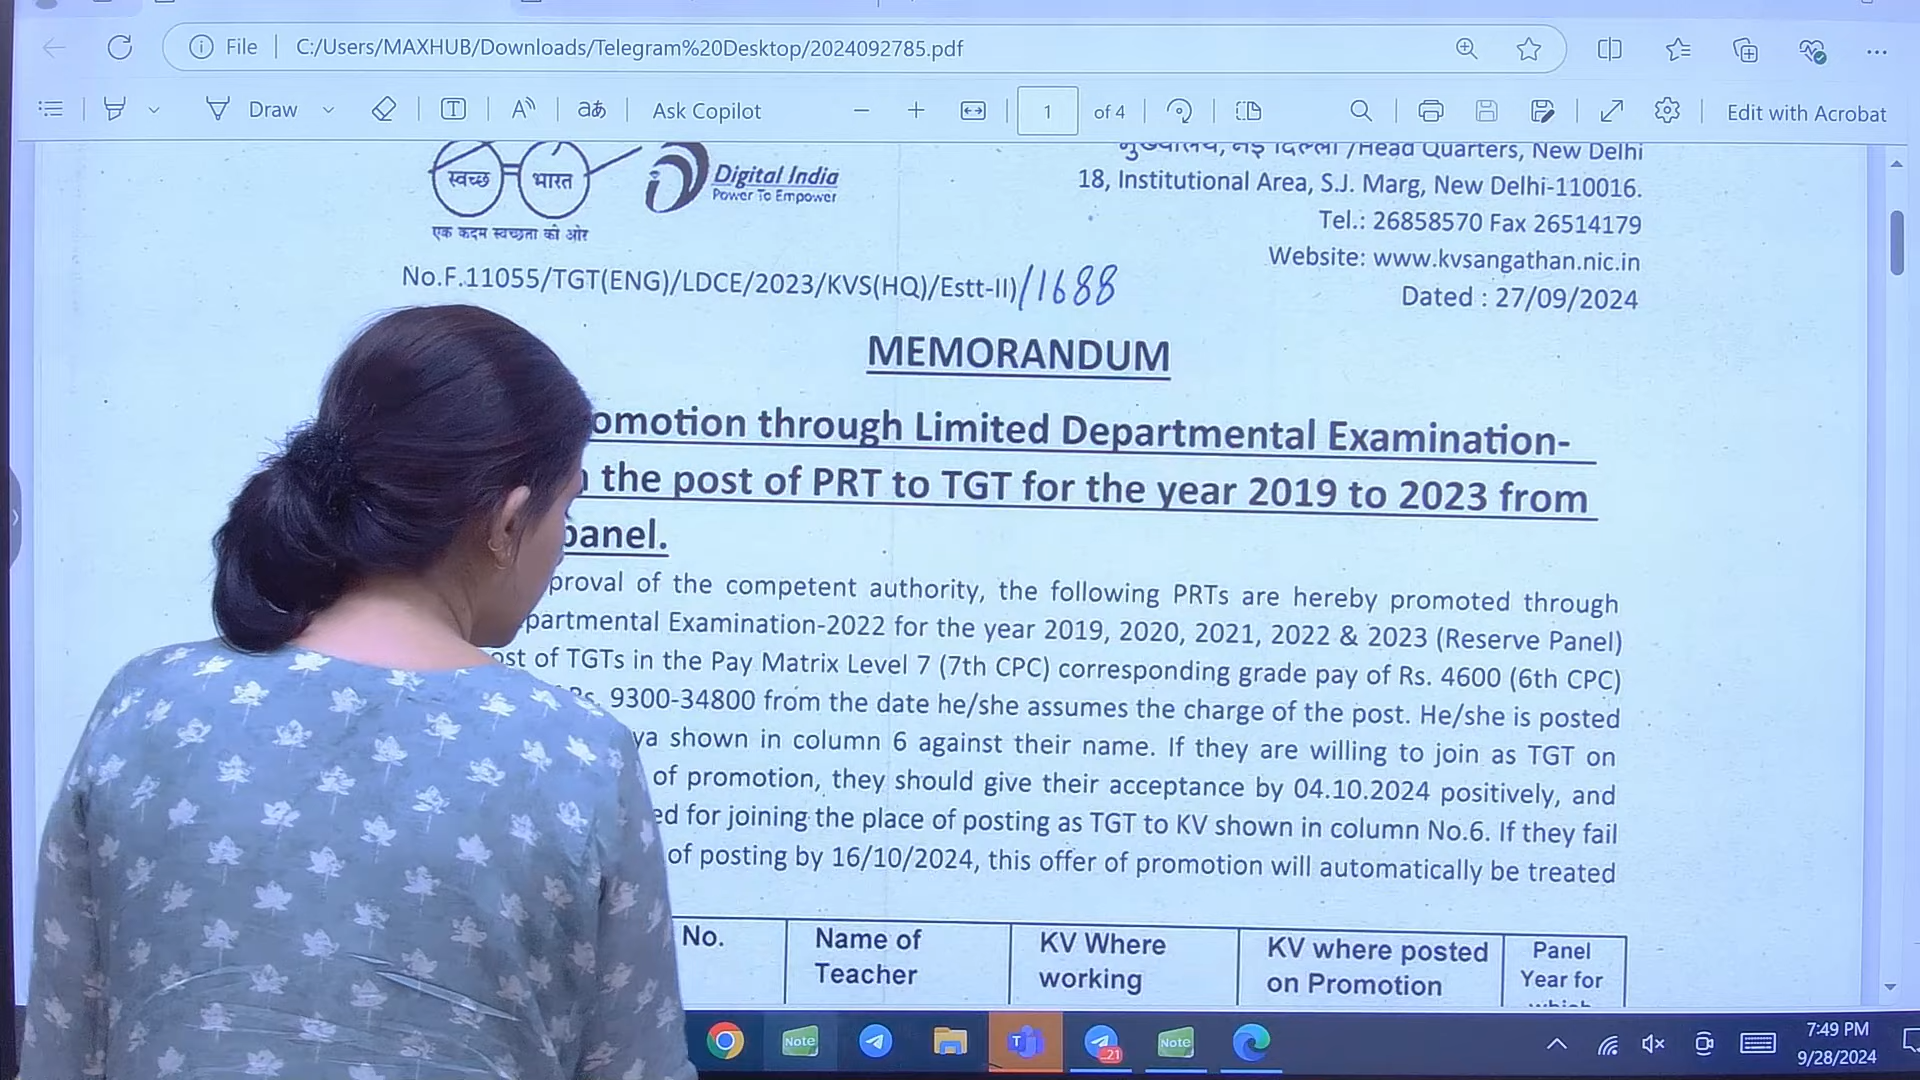 File
C:/Users/MAXHUB/Downloads/Telegram%20Desktop/2024092785.pdf
Draw
Ask Copilot
1 of 4
Edit with Acrobat
स्वच्छ भारत
एक कदम स्वच्छता की ओर
Digital India
Power To Empower
मुख्यालय, नई दिल्ली /Head Quarters, New Delhi
18, Institutional Area, S.J. Marg, New Delhi-110016.
Tel.: 26858570 Fax 26514179
Website: www.kvsangathan.nic.in
No.F.11055/TGT(ENG)/LDCE/2023/KVS(HQ)/Estt-II)/1688
Dated : 27/09/2024
MEMORANDUM
omotion through Limited Departmental Examination-
the post of PRT to TGT for the year 2019 to 2023 from
panel.
proval of the competent authority, the following PRTs are hereby promoted through
partmental Examination-2022 for the year 2019, 2020, 2021, 2022 & 2023 (Reserve Panel)
ost of TGTs in the Pay Matrix Level 7 (7th CPC) corresponding grade pay of Rs. 4600 (6th CPC)
Rs. 9300-34800 from the date he/she assumes the charge of the post. He/she is posted
ya shown in column 6 against their name. If they are willing to join as TGT on
of promotion, they should give their acceptance by 04.10.2024 positively, and
ed for joining the place of posting as TGT to KV shown in column No.6. If they fail
of posting by 16/10/2024, this offer of promotion will automatically be treated
No.
Name of
Teacher
KV Where
working
KV where posted
on Promotion
Panel
Year for
Note
21
Note
7:49 PM
9/28/2024